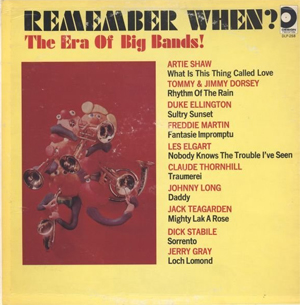 REMEMBER WHEN?
The Era Of Big Bands!
ARTIE SHAW
What Is This Thing Called Love
TOMMY & JIMMY DORSEY
Rhythm Of The Rain
DUKE ELLINGTON
Sultry Sunset
FREDDIE MARTIN
Fantasie Impromptu
LES ELGART
Nobody Knows The Trouble I've Seen
CLAUDE THORNHILL
Traumerei
JOHNNY LONG
Daddy
JACK TEAGARDEN
Mighty Lak A Rose
DICK STABILE
Sorrento
JERRY GRAY
Loch Lomond